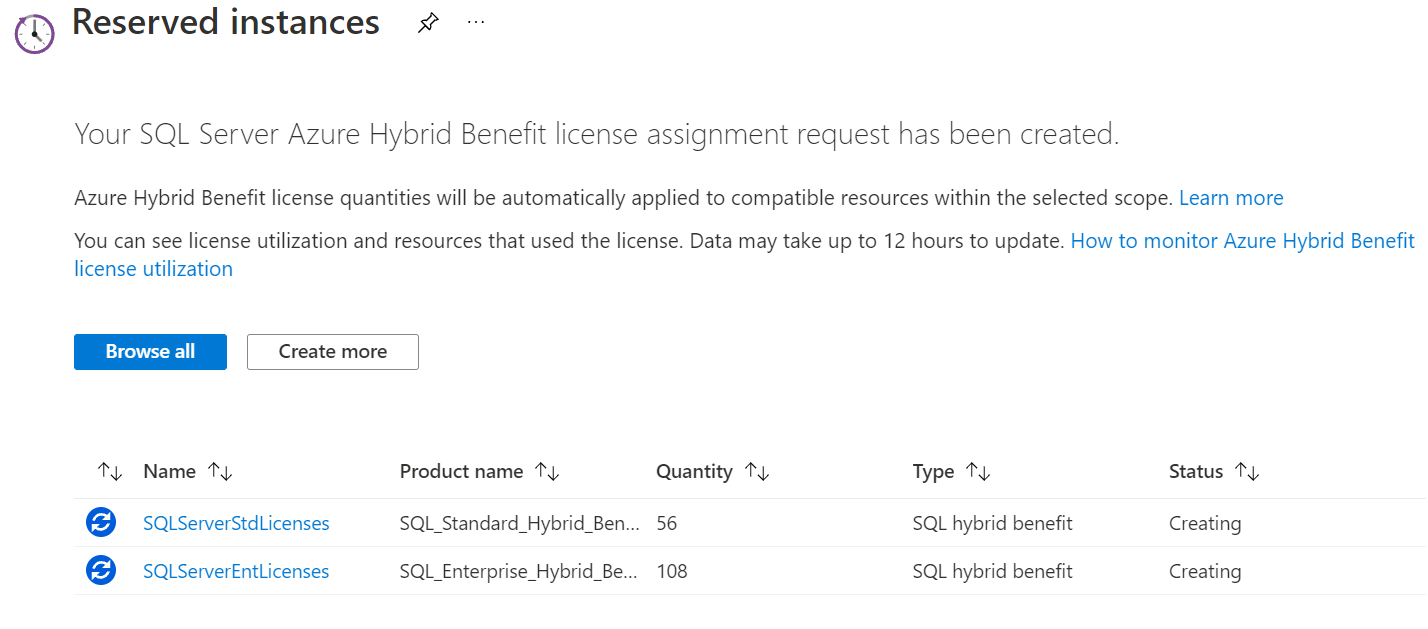 Reserved instances
Your SQL Server Azure Hybrid Benefit license assignment request has been created.
Azure Hybrid Benefit license quantities will be automatically applied to compatible resources within the selected scope. Learn more
You can see license utilization and resources that used the license. Data may take up to 12 hours to update. How to monitor Azure Hybrid Benefit
license utilization
Browse all Create more
Name Product name Quantity Type Status
SQLServerStdLicenses SQL_Standard_Hybrid_Ben... 56 SQL hybrid benefit Creating
SQLServerEntLicenses SQL_Enterprise_Hybrid_Be... 108 SQL hybrid benefit Creating